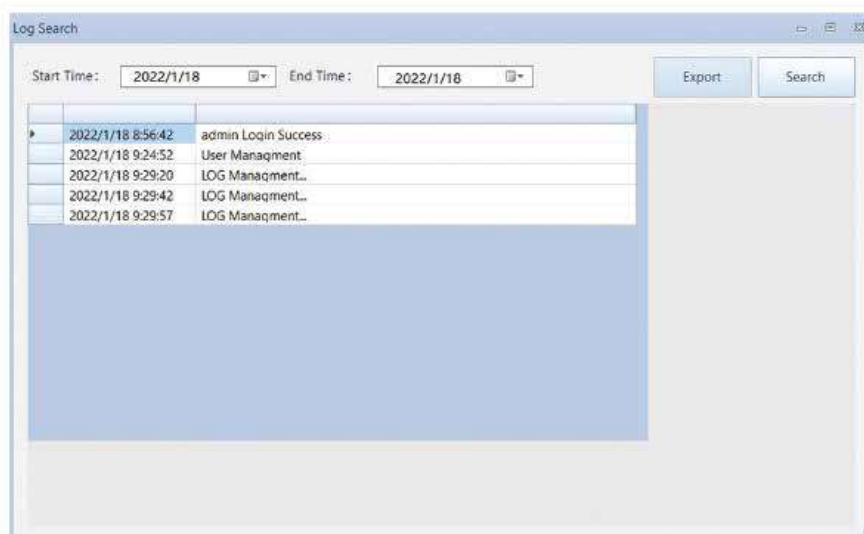 Log Search
Start Time: 2022/1/18 End Time: 2022/1/18 Export Search
2022/1/18 8:56:42 admin Login Success
2022/1/18 9:24:52 User Managment
2022/1/18 9:29:20 LOG Managment...
2022/1/18 9:29:42 LOG Managment...
2022/1/18 9:29:57 LOG Managment...